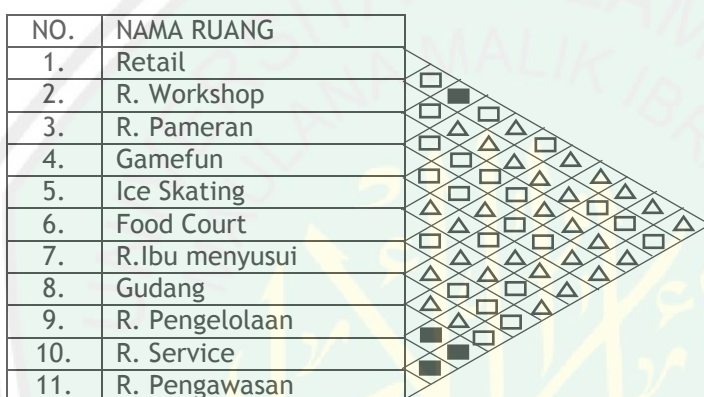 NO. NAMA RUANG
1. Retail
2. R. Workshop
3. R. Pameran
4. Gamefun
5. Ice Skating
6. Food Court
7. R.Ibu menyusui
8. Gudang
9. R. Pengelolaan
10. R. Service
11. R. Pengawasan